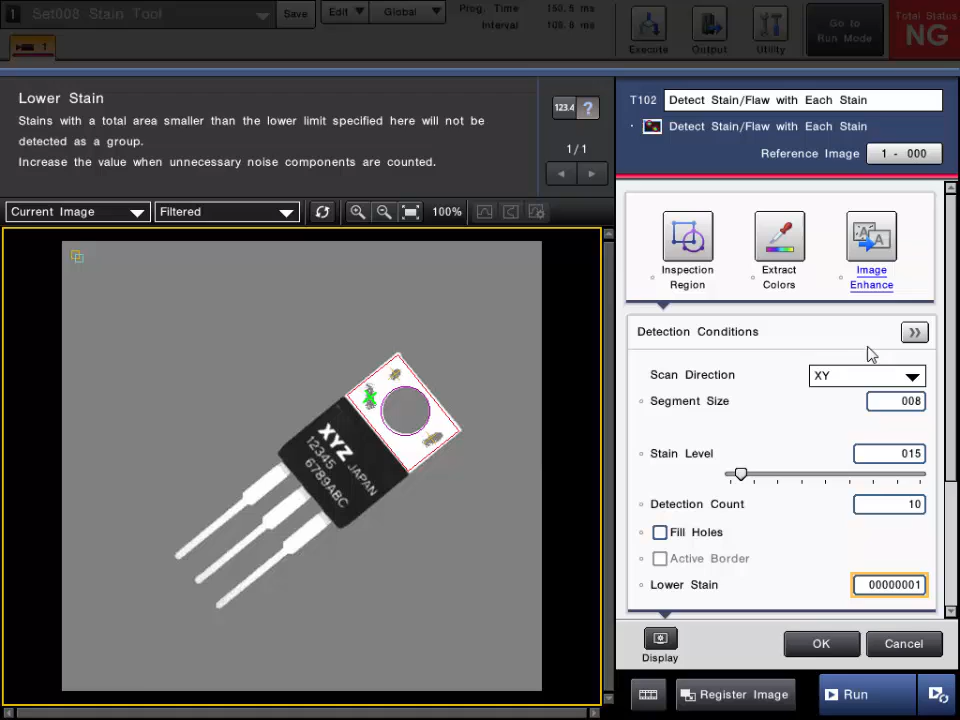 1 Set008 Stain Tool
Save
Edit
Global
Prog. Time 150.5 ms
Interval 108.8 ms
Execute
Output
Utility
Go to
Run Mode
Total Status
NG
1
Lower Stain
Stains with a total area smaller than the lower limit specified here will not be
detected as a group.
Increase the value when unnecessary noise components are counted.
123.4 ?
1/1
T102 Detect Stain/Flaw with Each Stain
Detect Stain/Flaw with Each Stain
Reference Image 1 - 000
Current Image
Filtered
100%
Inspection
Region
Extract
Colors
Image
Enhance
Detection Conditions
Scan Direction XY
Segment Size 008
Stain Level 015
Detection Count 10
Fill Holes
Active Border
Lower Stain 00000001
XYZ
JAPAN
12345
6789ABC
Display
OK
Cancel
Register Image
Run